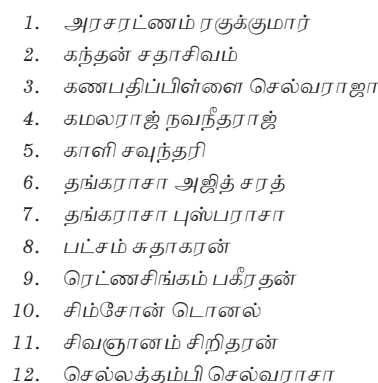 1. அரசரட்ணம் ரகுக்குமார்
2. கந்தன் சதாசிவம்
3. கணபதிப்பிள்ளை செல்வராஜா
4. கமலராஜ் நவநீதராஜ்
5. காளி சவுந்தரி
6. தங்கராசா அஜித் சரத்
7. தங்கராசா புஸ்பராசா
8. பட்சம் சுதாகரன்
9. ரெட்ணசிங்கம் பகீரதன்
10. சிம்சோன் டொனல்
11. சிவஞானம் சிறிதரன்
12. செல்லத்தம்பி செல்வராசா